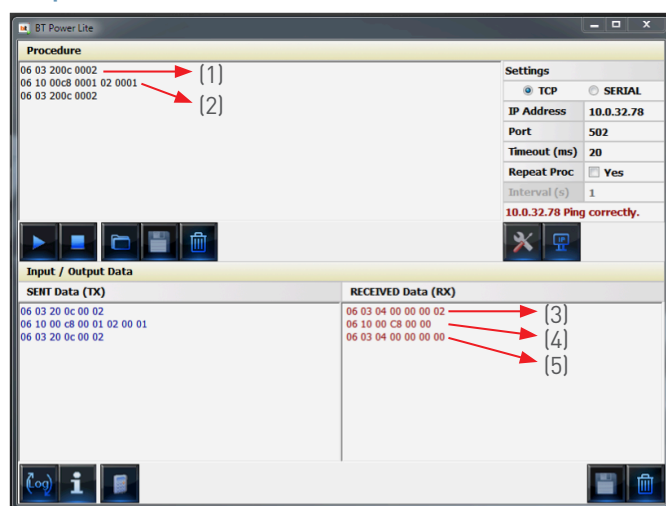 BT Power Lite
Procedure
06 03 200c 0002
06 10 00c8 0001 02 0001
06 03 200c 0002
(1)
(2)
Settings
TCP SERIAL
IP Address 10.0.32.78
Port 502
Timeout (ms) 20
Repeat Proc Yes
Interval (s) 1
10.0.32.78 Ping correctly.
IP
Input / Output Data
SENT Data (TX)
06 03 20 0c 00 02
06 10 00 c8 00 01 02 00 01
06 03 20 0c 00 02
RECEIVED Data (RX)
06 03 04 00 00 00 02
06 10 00 C8 00 00
06 03 04 00 00 00 00
(3)
(4)
(5)
Log
i